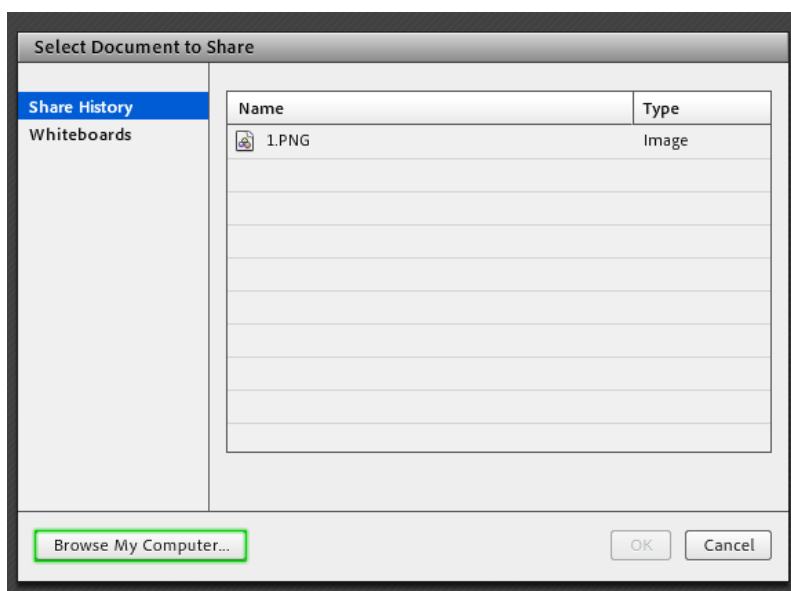 Select Document to Share
Share History
Whiteboards
Name Type
1.PNG Image
Browse My Computer... OK Cancel